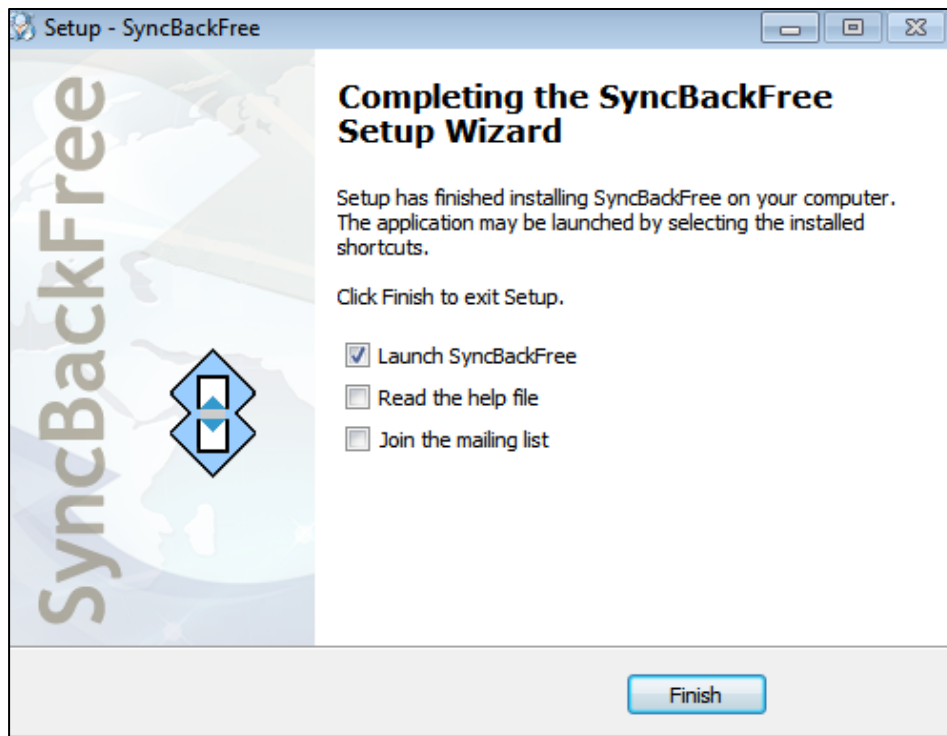 Setup - SyncBackFree
SyncBackFree
Completing the SyncBackFree
Setup Wizard
Setup has finished installing SyncBackFree on your computer.
The application may be launched by selecting the installed
shortcuts.
Click Finish to exit Setup.
Launch SyncBackFree
Read the help file
Join the mailing list
Finish